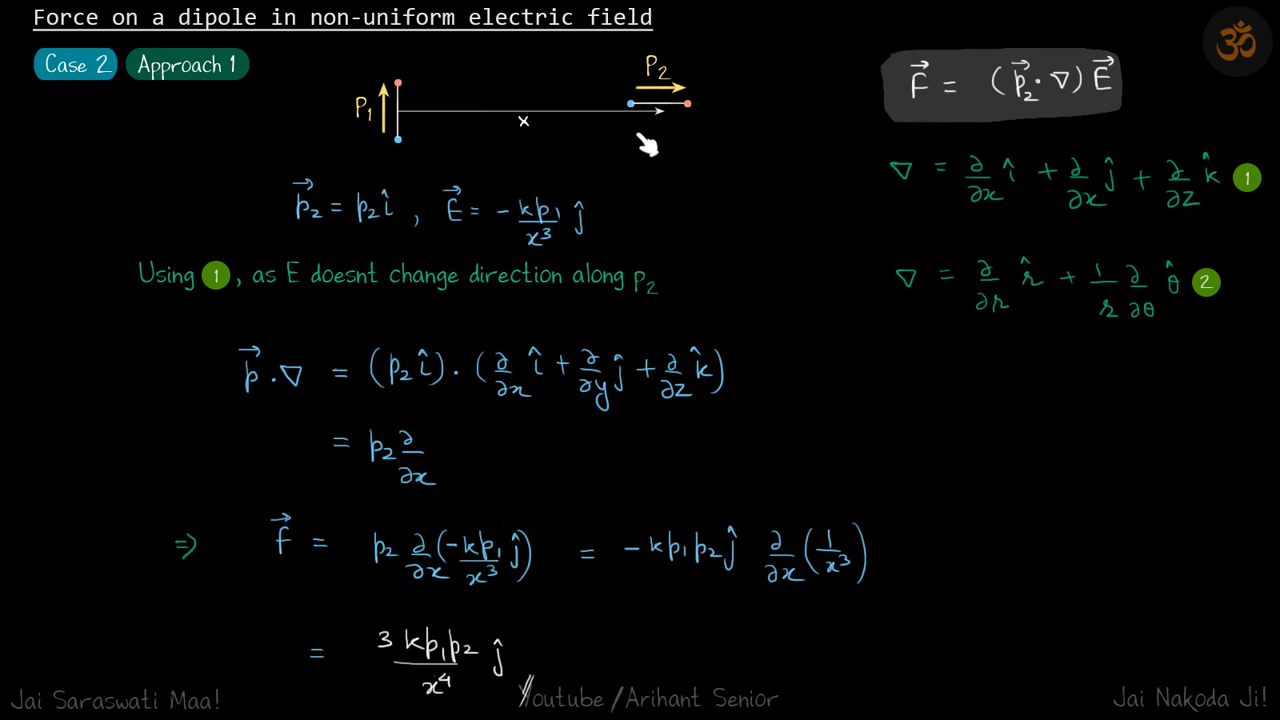 Force on a dipole in non-uniform electric field
ॐ
Case 2 Approach 1
P₂
P₁
x
F⃗ = (p⃗₂·∇) E⃗
∇ = ∂/∂x î + ∂/∂x ĵ + ∂/∂z k̂ 1
p⃗₂ = p₂ î , E⃗ = - kp₁/x³ ĵ
Using 1, as E doesnt change direction along p₂
∇ = ∂/∂r r̂ + 1/r ∂/∂θ θ̂ 2
p⃗·∇ = (p₂ î)·(∂/∂x î + ∂/∂y ĵ + ∂/∂z k̂)
= p₂ ∂/∂x
⇒ F⃗ = p₂ ∂/∂x (-kp₁/x³ ĵ) = -kp₁p₂ ĵ ∂/∂x (1/x³)
= 3kp₁p₂/x⁴ ĵ
Jai Saraswati Maa! Youtube/Arihant Senior Jai Nakoda Ji!